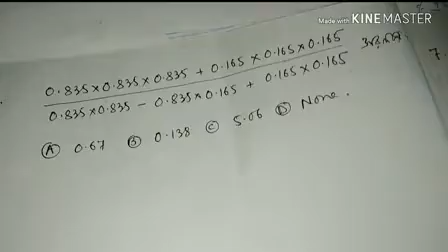 Made with KINEMASTER
0.835×0.835×0.835 + 0.165×0.165×0.165
0.835×0.835 − 0.835×0.165 + 0.165×0.165
7.
Ⓐ 0.67 Ⓑ 0.138 Ⓒ 5.06 Ⓓ None.